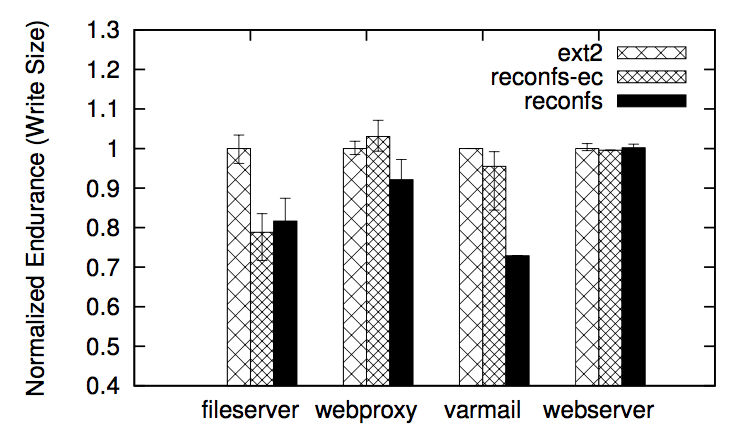 Normalized Endurance (Write Size)
1.3
1.2
1.1
1
0.9
0.8
0.7
0.6
0.5
0.4
ext2
reconfs-ec
reconfs
fileserver webproxy varmail webserver